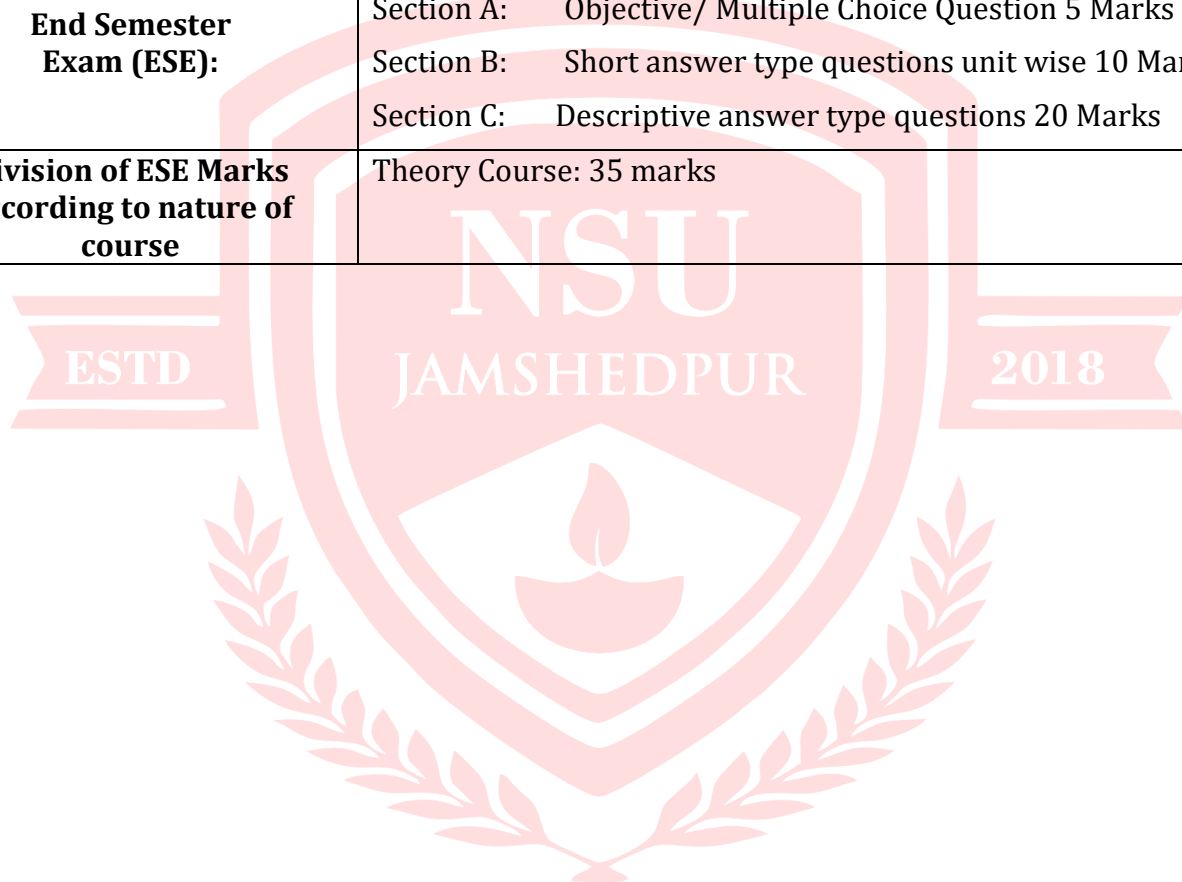 End Semester
Exam (ESE):
Section A: Objective/ Multiple Choice Question 5 Marks
Section B: Short answer type questions unit wise 10 Mar
Section C: Descriptive answer type questions 20 Marks
ivision of ESE Marks
cording to nature of
course
Theory Course: 35 marks
NSU
JAMSHEDPUR
ESTD
2018